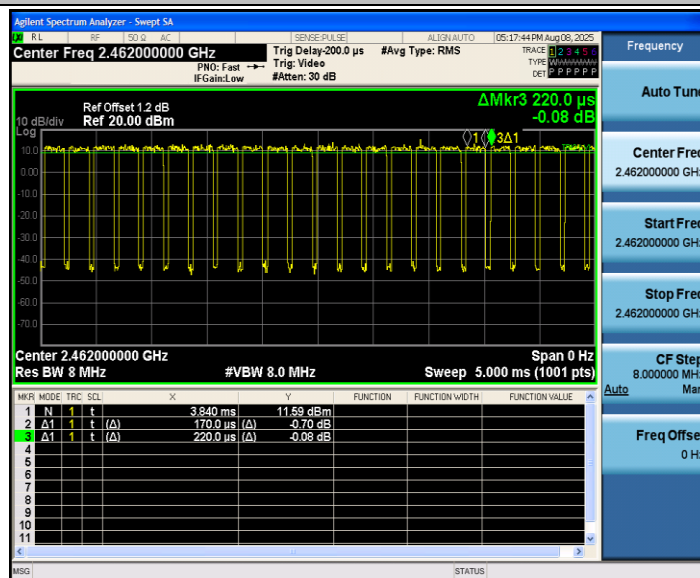 Agilent Spectrum Analyzer - Swept SA
LXI RL RF 50 Ω AC SENSE:PULSE ALIGN AUTO 05:17:44 PM Aug 08, 2025
Center Freq 2.462000000 GHz
Trig Delay-200.0 µs #Avg Type: RMS
TRACE 1 2 3 4 5 6
PNO: Fast Trig: Video
TYPE WWWWWW
IFGain:Low #Atten: 30 dB
DET P P P P P P
ΔMkr3 220.0 µs
-0.08 dB
Ref Offset 1.2 dB
10 dB/div Ref 20.00 dBm
Log
1 3Δ1
10.0
0.00
-10.0
-20.0
-30.0
-40.0
-50.0
-60.0
-70.0
Center 2.462000000 GHz Span 0 Hz
Res BW 8 MHz #VBW 8.0 MHz Sweep 5.000 ms (1001 pts)
MKR MODE TRC SCL X Y FUNCTION FUNCTION WIDTH FUNCTION VALUE
1 N 1 t 3.840 ms 11.59 dBm
2 Δ1 1 t (Δ) 170.0 µs (Δ) -0.70 dB
3 Δ1 1 t (Δ) 220.0 µs (Δ) -0.08 dB
4
5
6
7
8
9
10
11
MSG STATUS
Frequency
Auto Tune
Center Freq
2.462000000 GHz
Start Freq
2.462000000 GHz
Stop Freq
2.462000000 GHz
CF Step
8.000000 MHz
Auto Man
Freq Offset
0 Hz